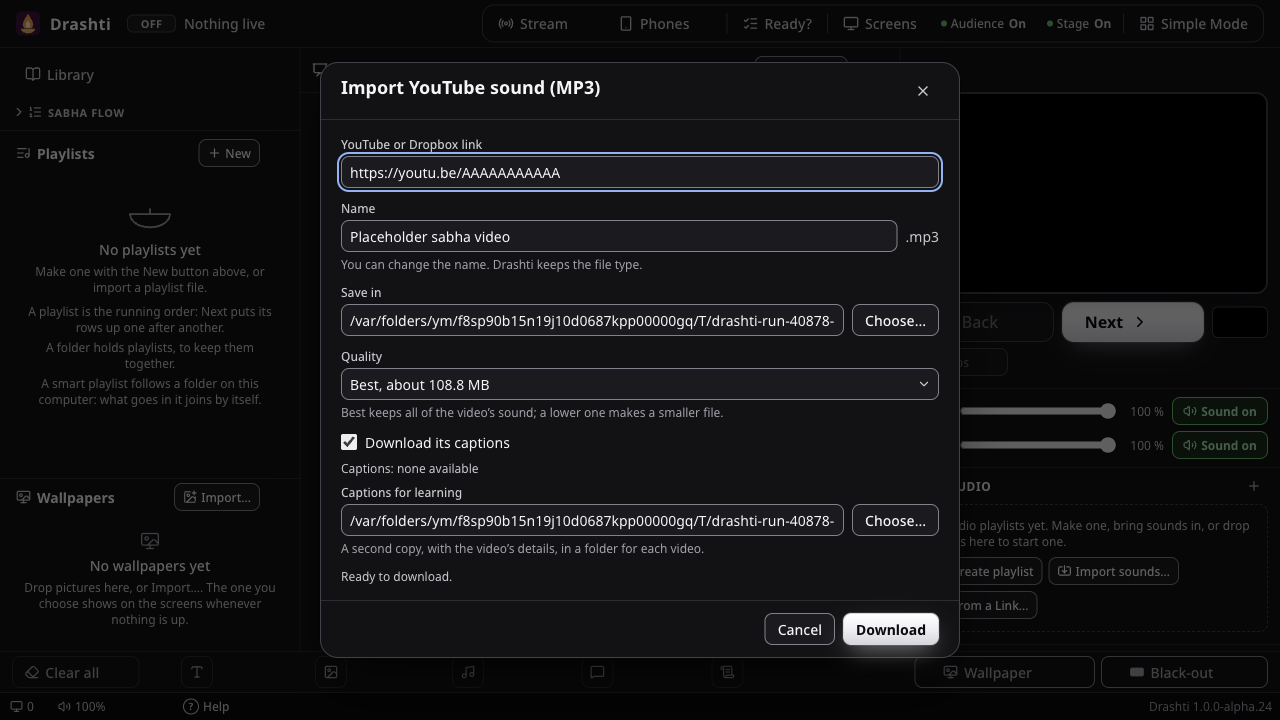 Drashti
OFF
Nothing live
Stream
Phones
Ready?
Screens
Audience On
Stage On
Simple Mode
Library
SABHA FLOW
Playlists
New
No playlists yet
Make one with the New button above, or
import a playlist file.
A playlist is the running order: Next puts its
rows up one after another.
A folder holds playlists, to keep them
together.
A smart playlist follows a folder on this
computer: what goes in it joins by itself.
Wallpapers
Import...
No wallpapers yet
Drop pictures here, or Import.... The one you
choose shows on the screens whenever
nothing is up.
Import YouTube sound (MP3)
YouTube or Dropbox link
https://youtu.be/AAAAAAAAAAA
Name
Placeholder sabha video
.mp3
You can change the name. Drashti keeps the file type.
Save in
/var/folders/ym/f8sp90b15n19j10d0687kpp00000gq/T/drashti-run-40878-
Choose...
Quality
Best, about 108.8 MB
Best keeps all of the video’s sound; a lower one makes a smaller file.
Download its captions
Captions: none available
Captions for learning
/var/folders/ym/f8sp90b15n19j10d0687kpp00000gq/T/drashti-run-40878-
Choose...
A second copy, with the video’s details, in a folder for each video.
Ready to download.
Cancel
Download
Back
Next
100 %
Sound on
100 %
Sound on
yet. Make one, bring sounds in, or drop
here to start one.
playlist
Import sounds...
a Link...
Clear all
Wallpaper
Black-out
0
100%
Help
Drashti 1.0.0-alpha.24